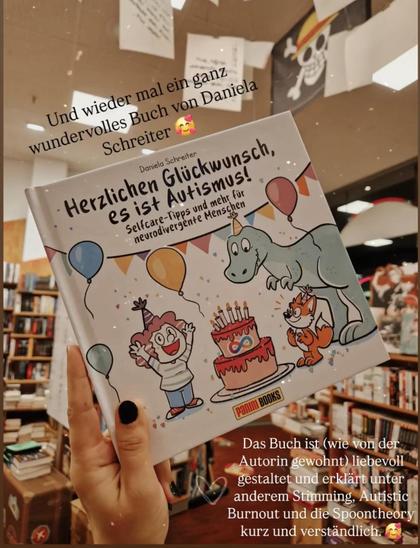 Und wieder mal ein ganz
wundervolles Buch von Daniela
Schreiter 🥰
Daniela Schreiter
Herzlichen Glückwunsch,
es ist Autismus!
Selfcare-Tipps und mehr für
neurodivergente Menschen
PANINI BOOKS
Das Buch ist (wie von der
Autorin gewohnt) liebevoll
gestaltet und erklärt unter
anderem Stimming, Autistic
Burnout und die Spoontheory
kurz und verständlich. 🥰